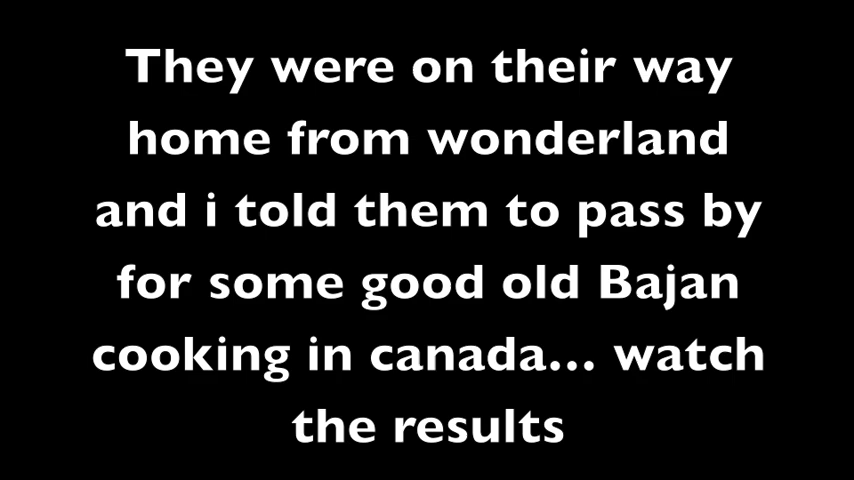 They were on their way
home from wonderland
and i told them to pass by
for some good old Bajan
cooking in canada... watch
the results